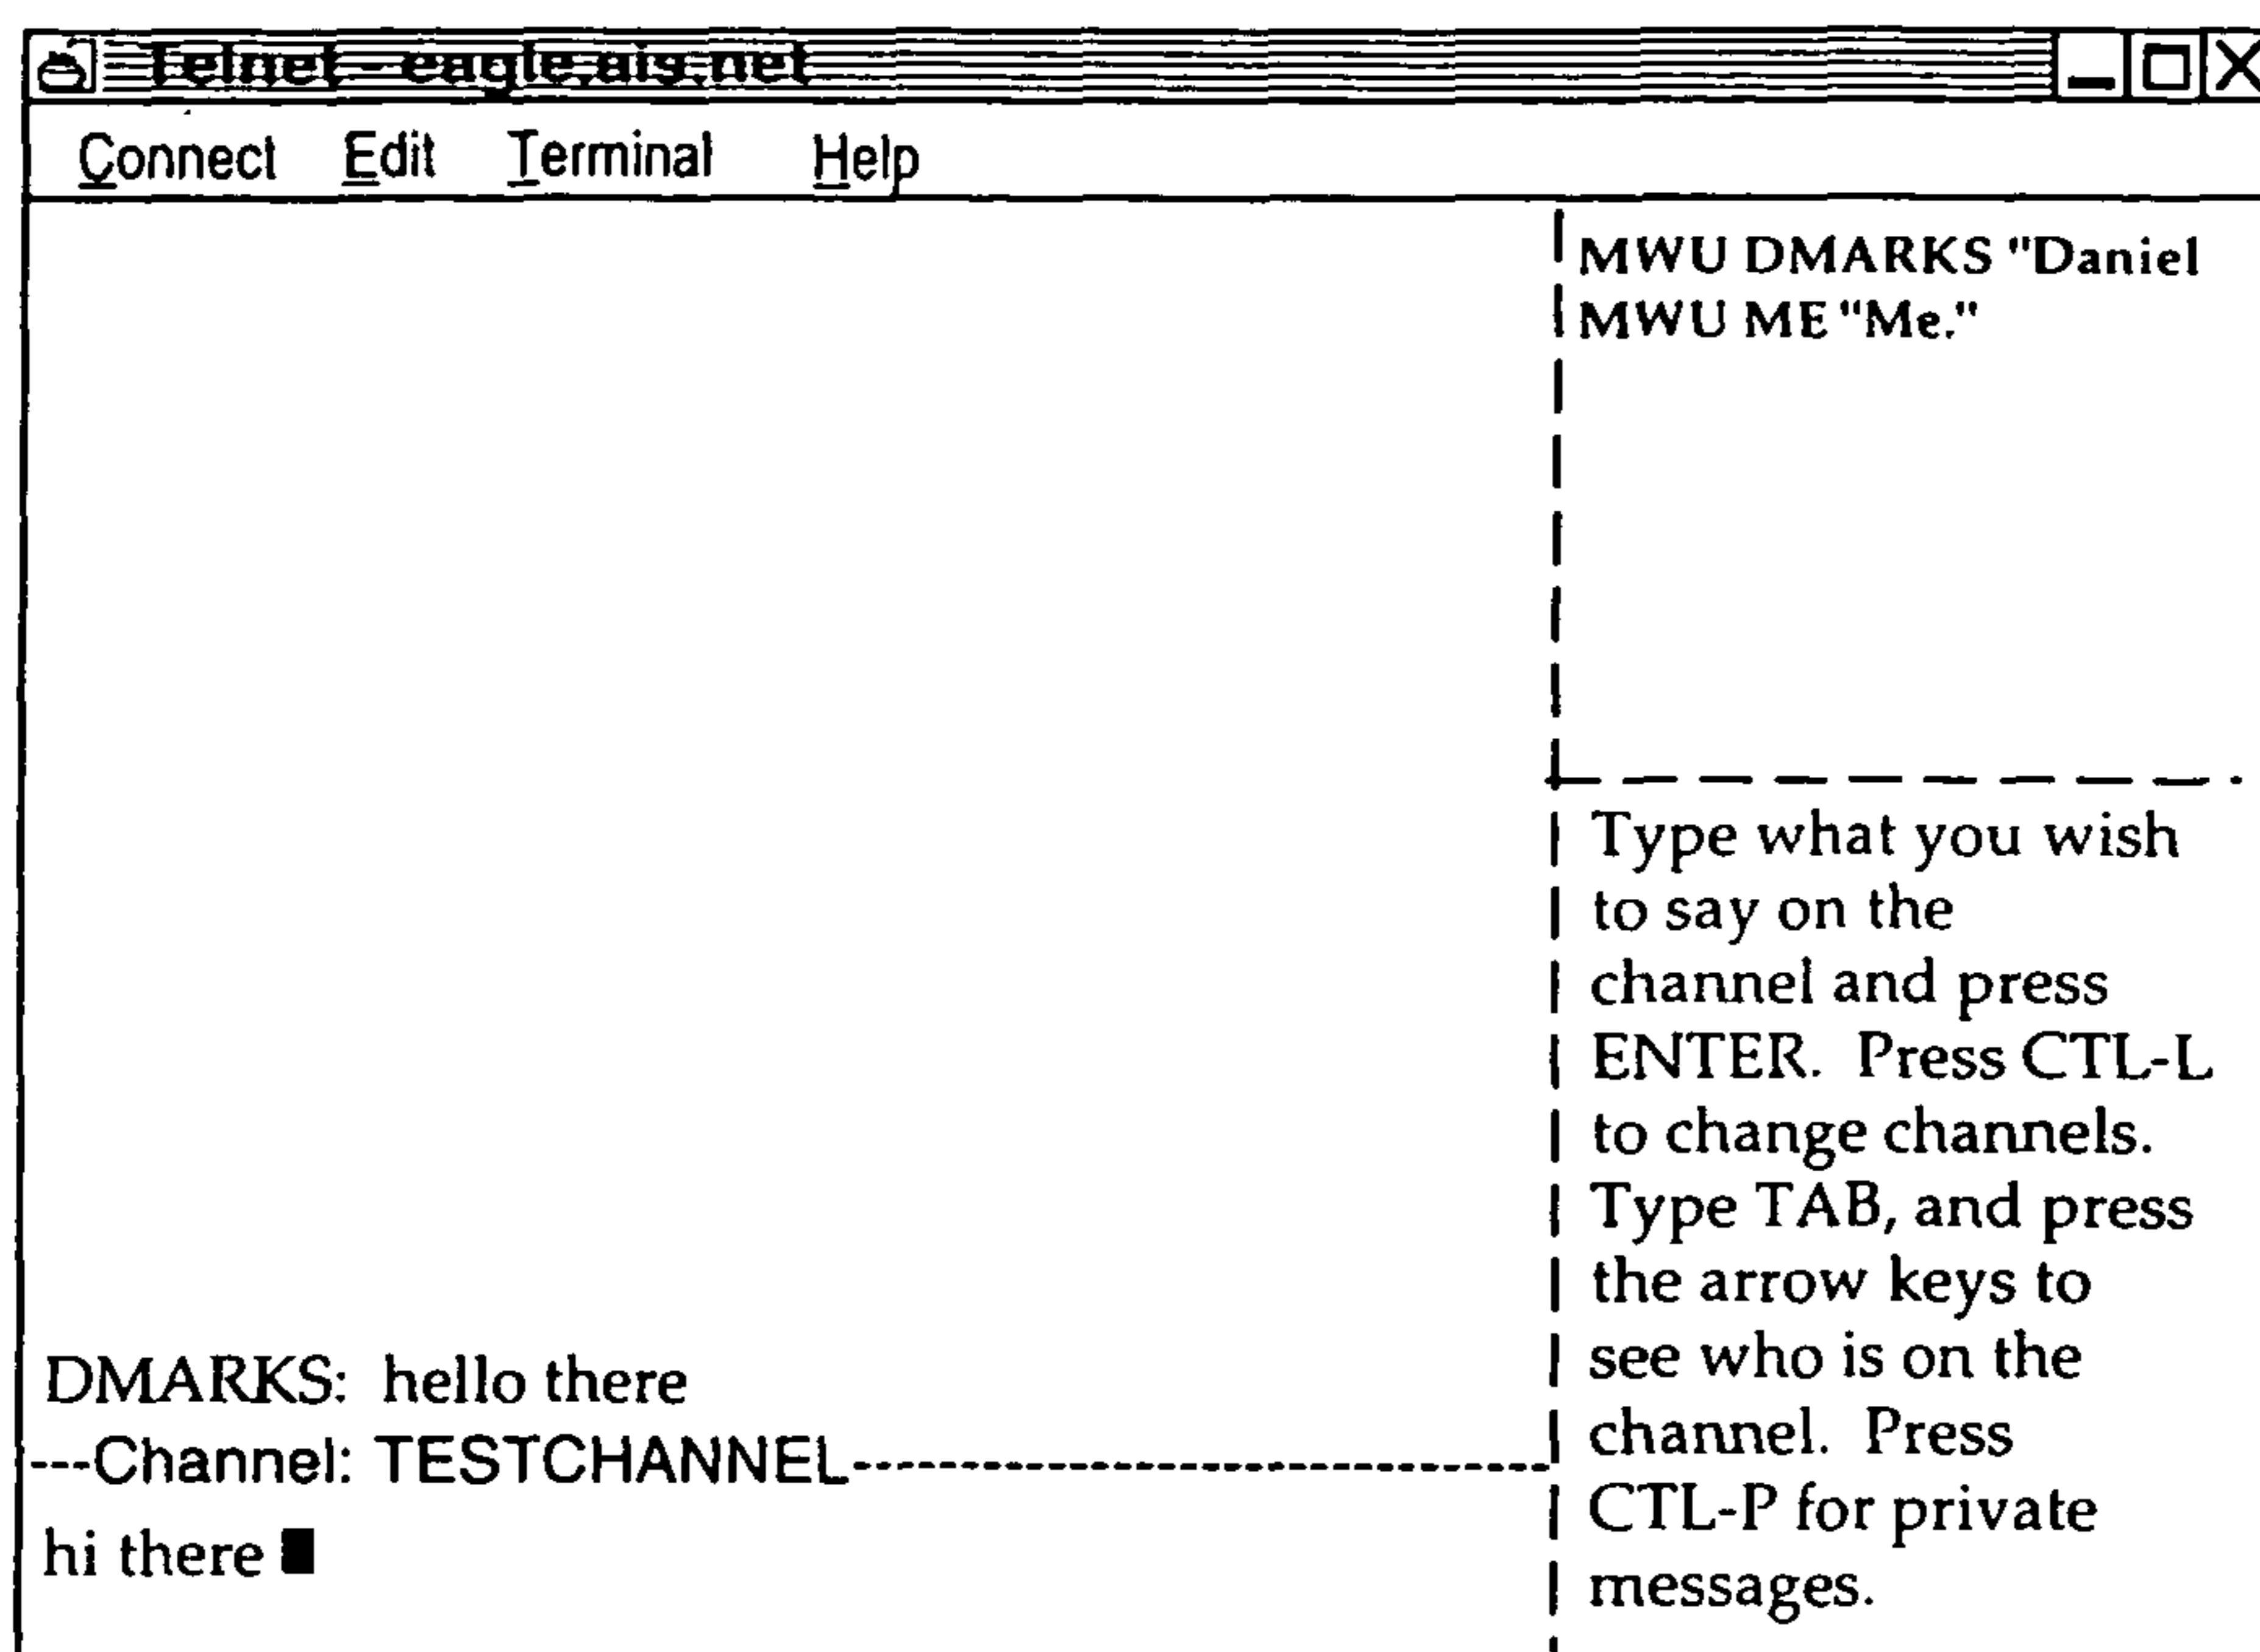 Telnet - eagle.ais.net
Connect Edit Terminal Help
MWU DMARKS "Daniel
MWU ME "Me."
Type what you wish
to say on the
channel and press
ENTER. Press CTL-L
to change channels.
Type TAB, and press
the arrow keys to
see who is on the
channel. Press
CTL-P for private
messages.
DMARKS: hello there
---Channel: TESTCHANNEL--------------------------------------
hi there